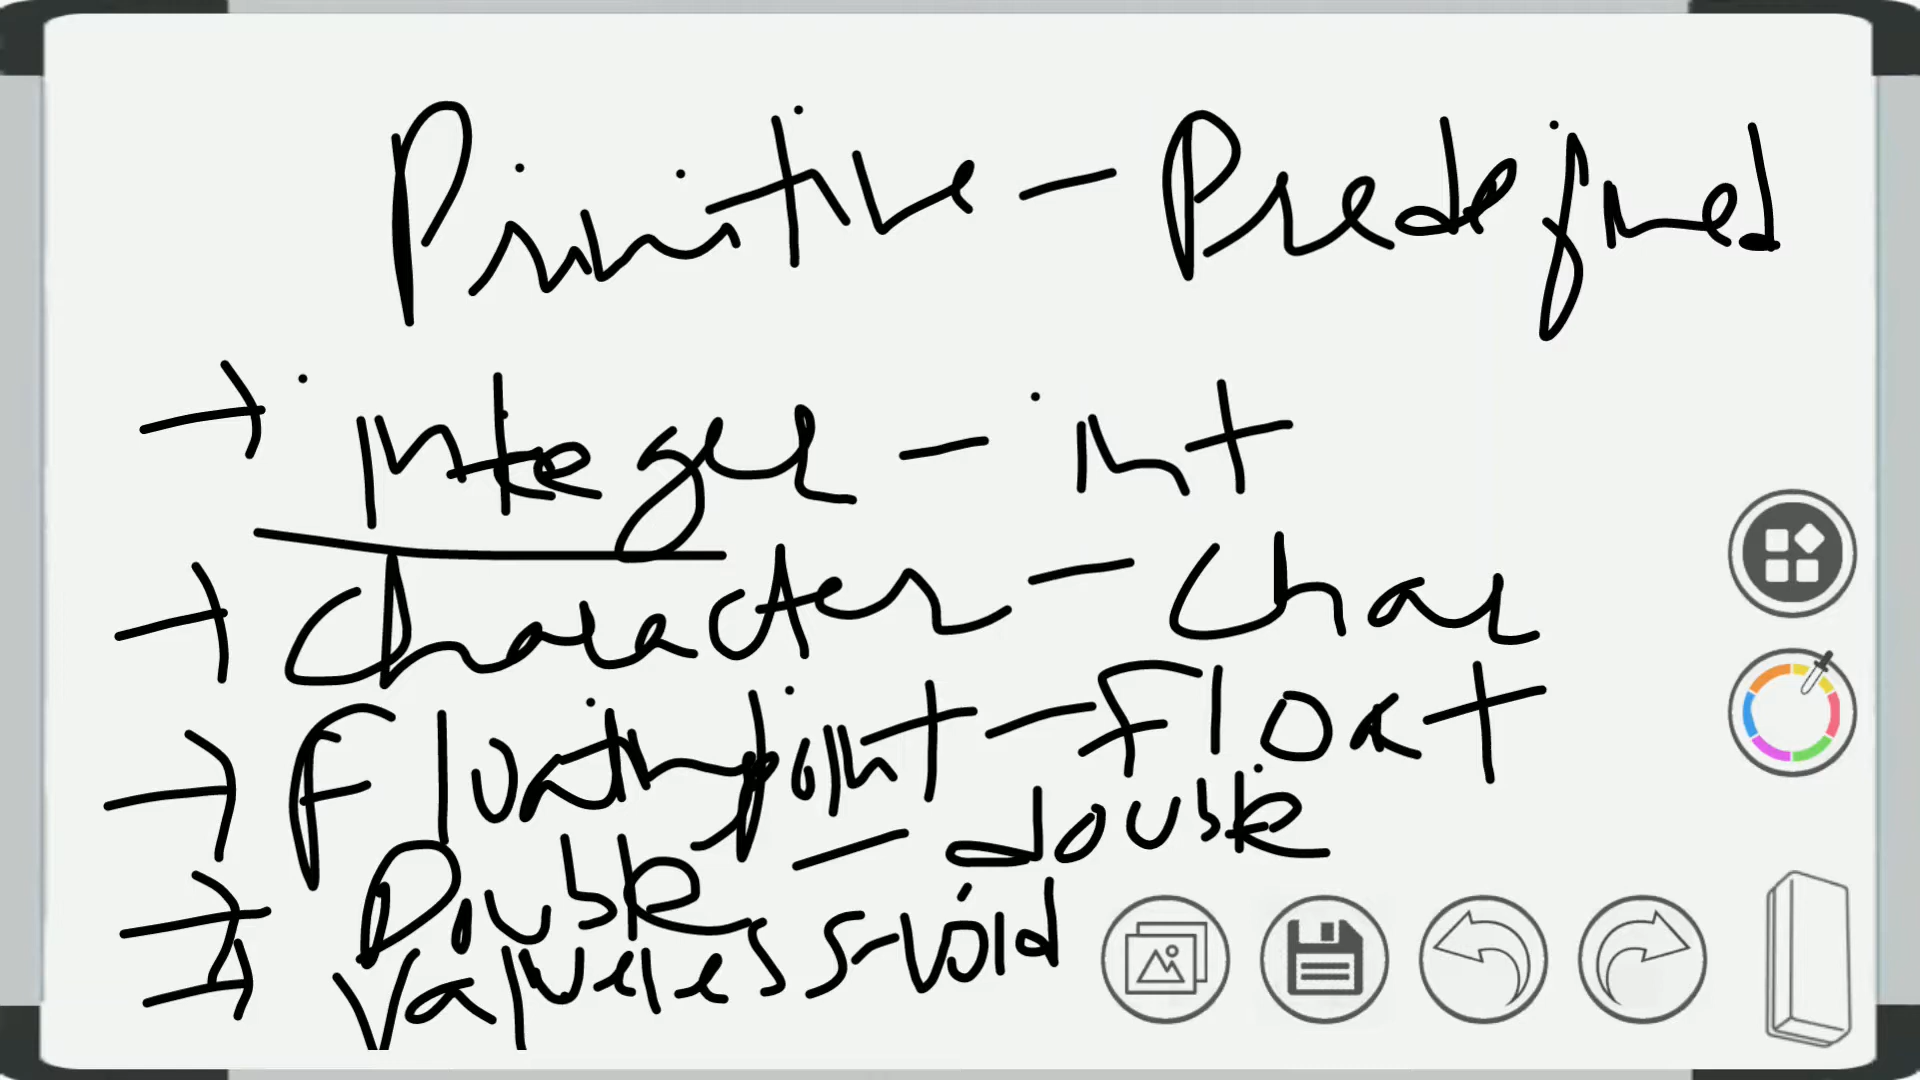 Primitive - Predefined
→ integer - int
→ Character - Char
→ Floating point - Float
→ Double - double
→ Valueless - void